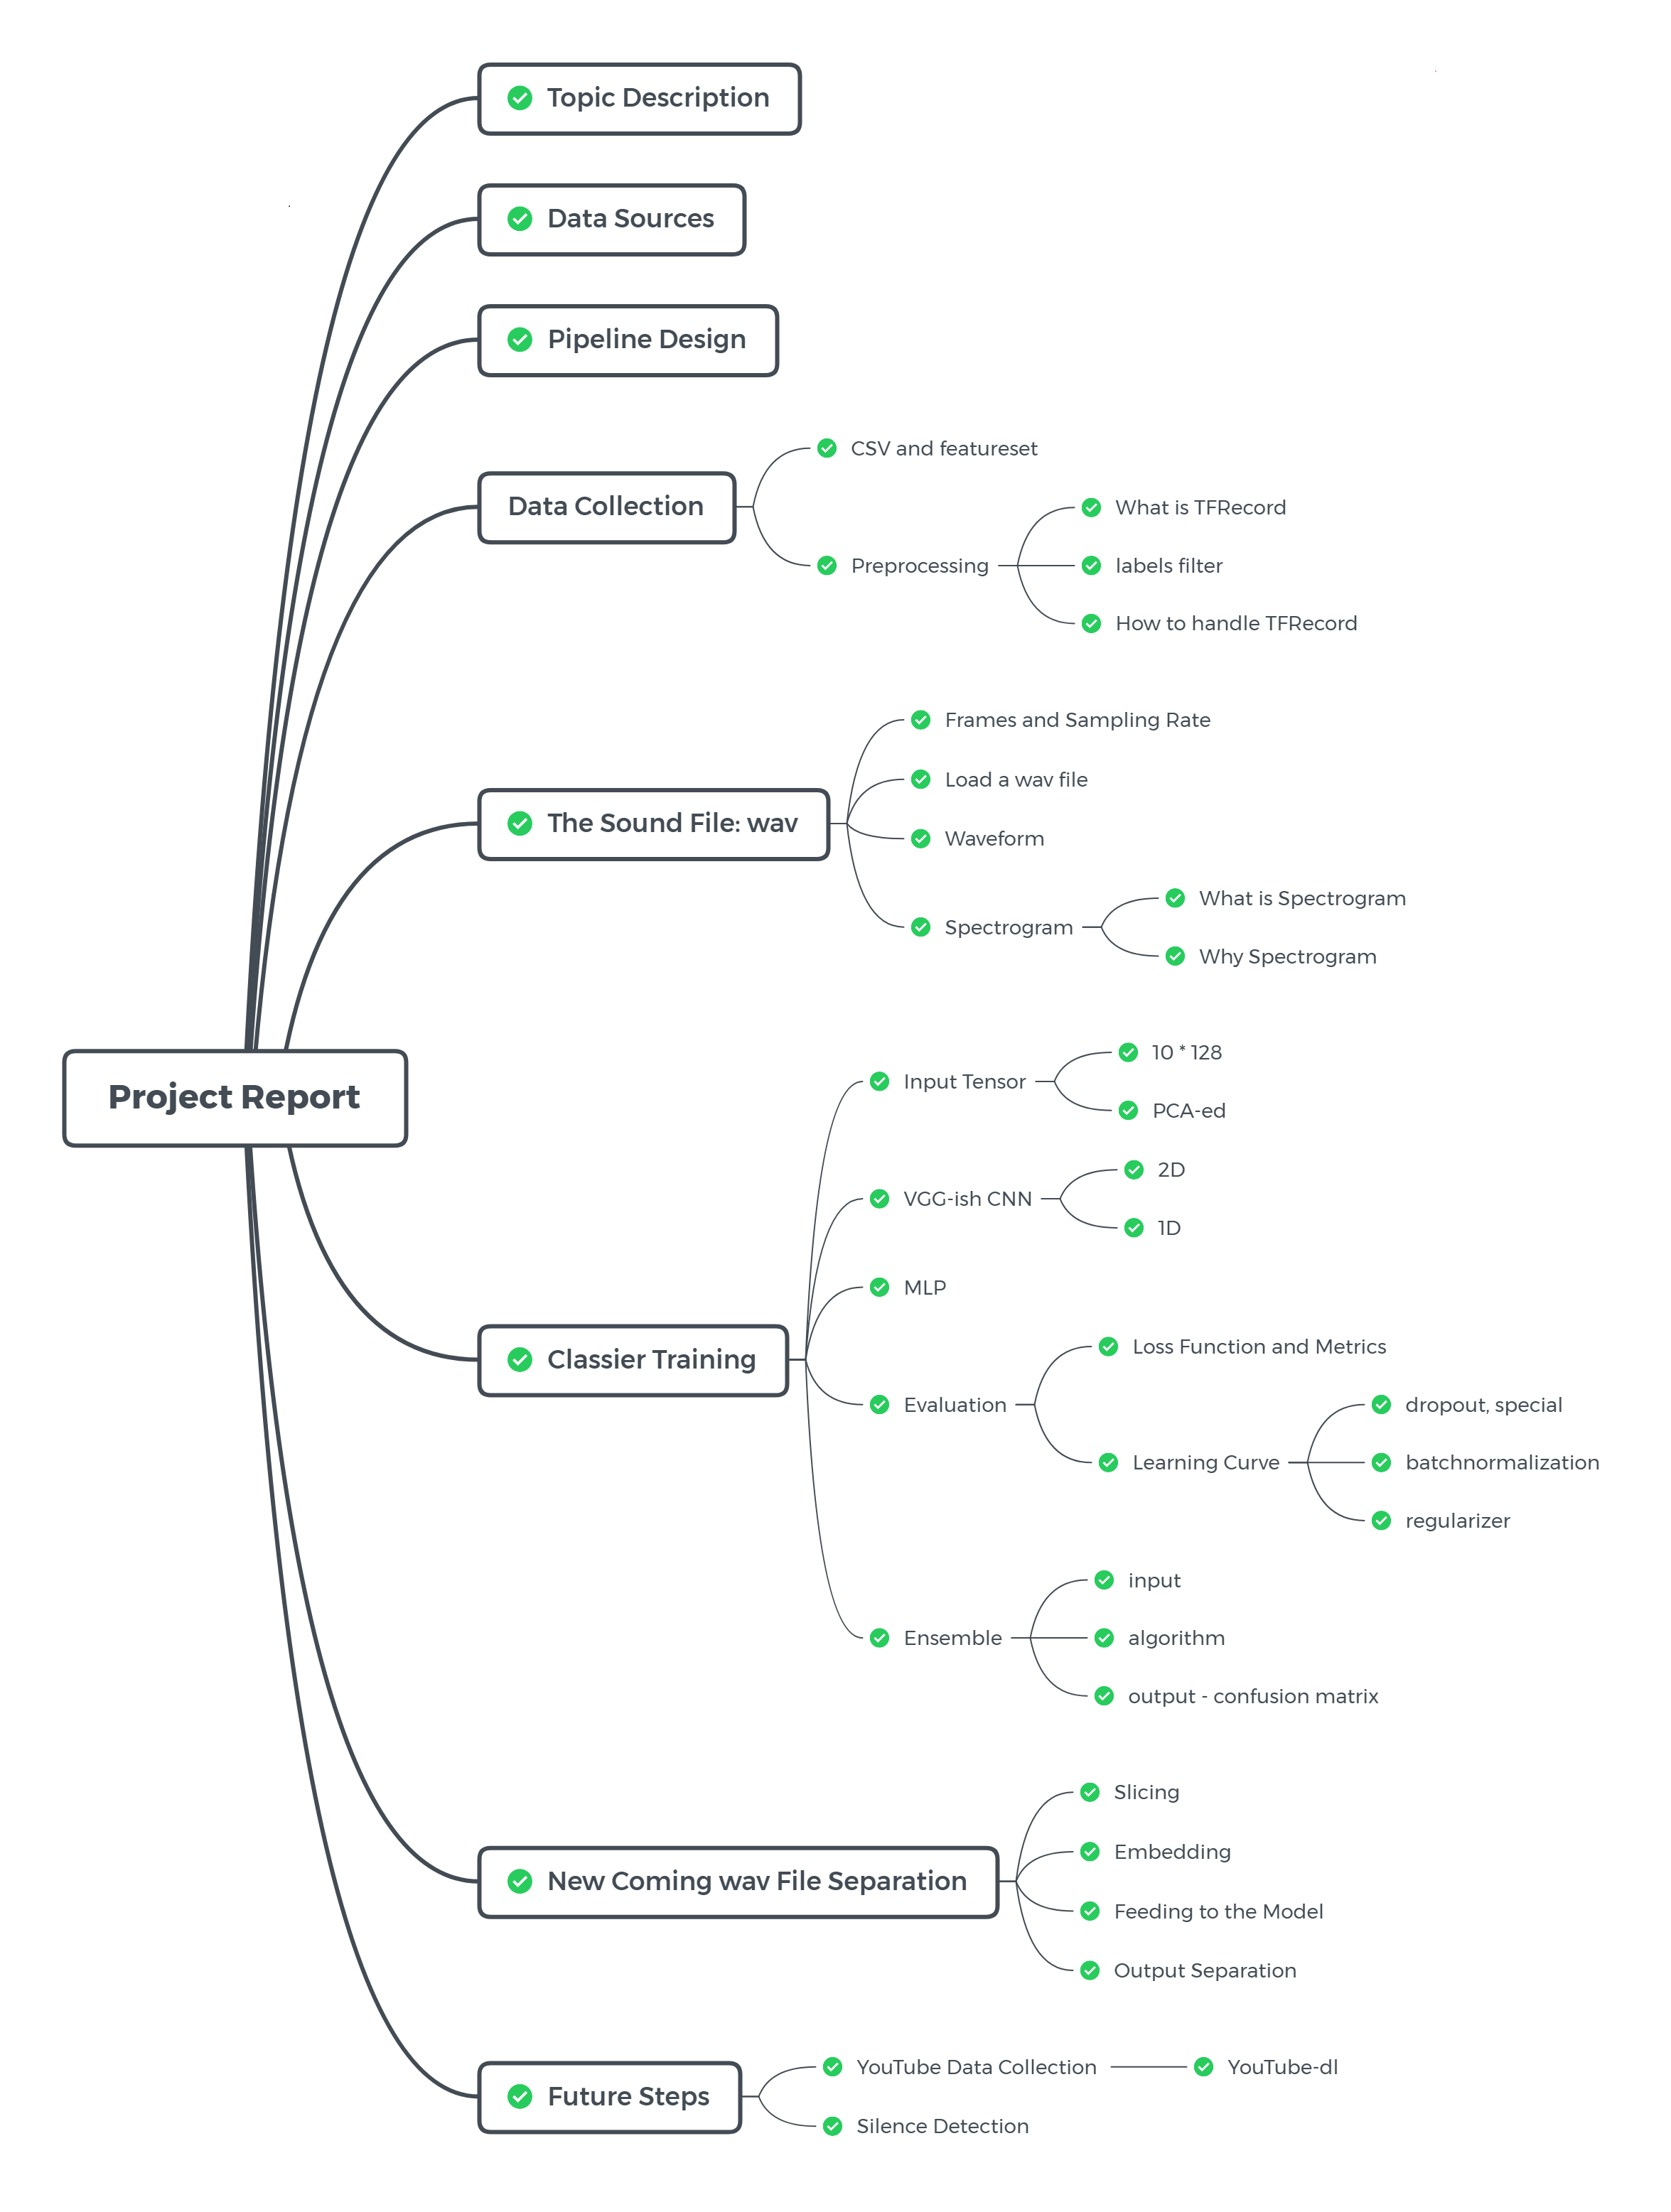 Topic Description
Data Sources
Pipeline Design
Data Collection
CSV and featureset
Preprocessing
What is TFRecord
labels filter
How to handle TFRecord
The Sound File: wav
Frames and Sampling Rate
Load a wav file
Waveform
Spectrogram
What is Spectrogram
Why Spectrogram
Project Report
Classier Training
Input Tensor
10 * 128
PCA-ed
VGG-ish CNN
2D
1D
MLP
Evaluation
Loss Function and Metrics
Learning Curve
dropout, special
batchnormalization
regularizer
Ensemble
input
algorithm
output - confusion matrix
New Coming wav File Separation
Slicing
Embedding
Feeding to the Model
Output Separation
Future Steps
YouTube Data Collection
YouTube-dl
Silence Detection